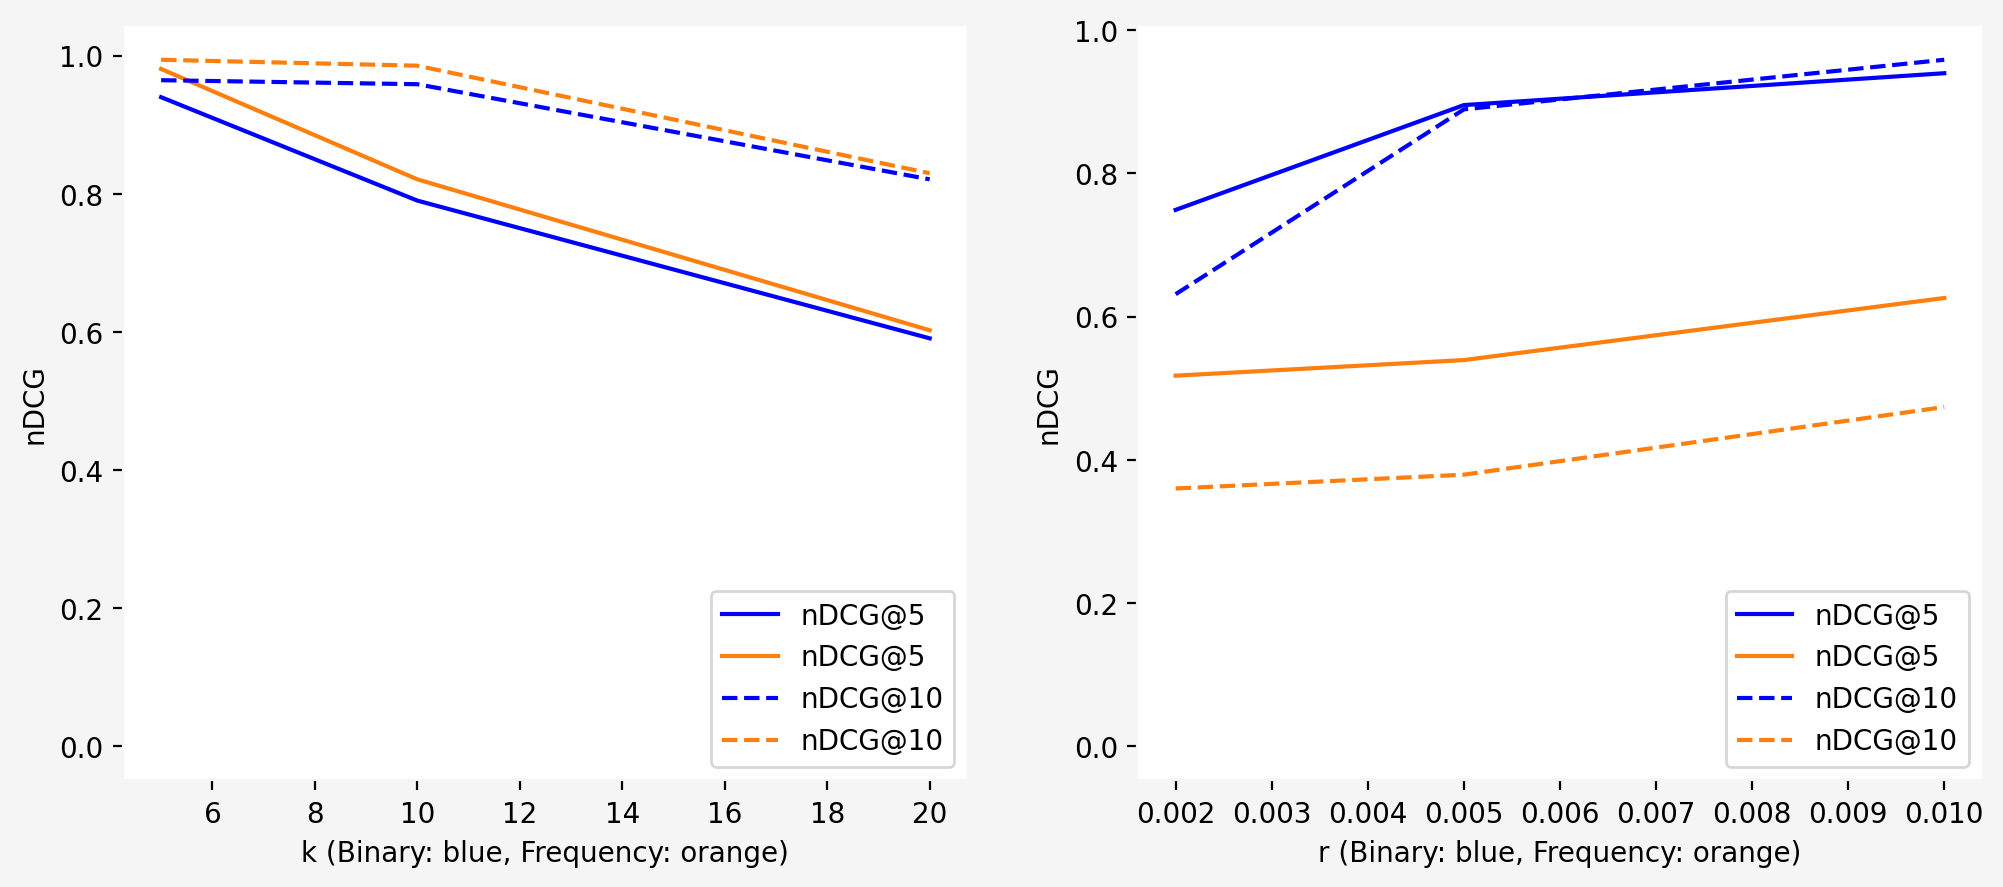 1.0
0.8
0.6
0.4
0.2
0.0
nDCG
6 8 10 12 14 16 18 20
k (Binary: blue, Frequency: orange)
nDCG@5
nDCG@5
nDCG@10
nDCG@10
1.0
0.8
0.6
0.4
0.2
0.0
nDCG
0.002 0.003 0.004 0.005 0.006 0.007 0.008 0.009 0.010
r (Binary: blue, Frequency: orange)
nDCG@5
nDCG@5
nDCG@10
nDCG@10